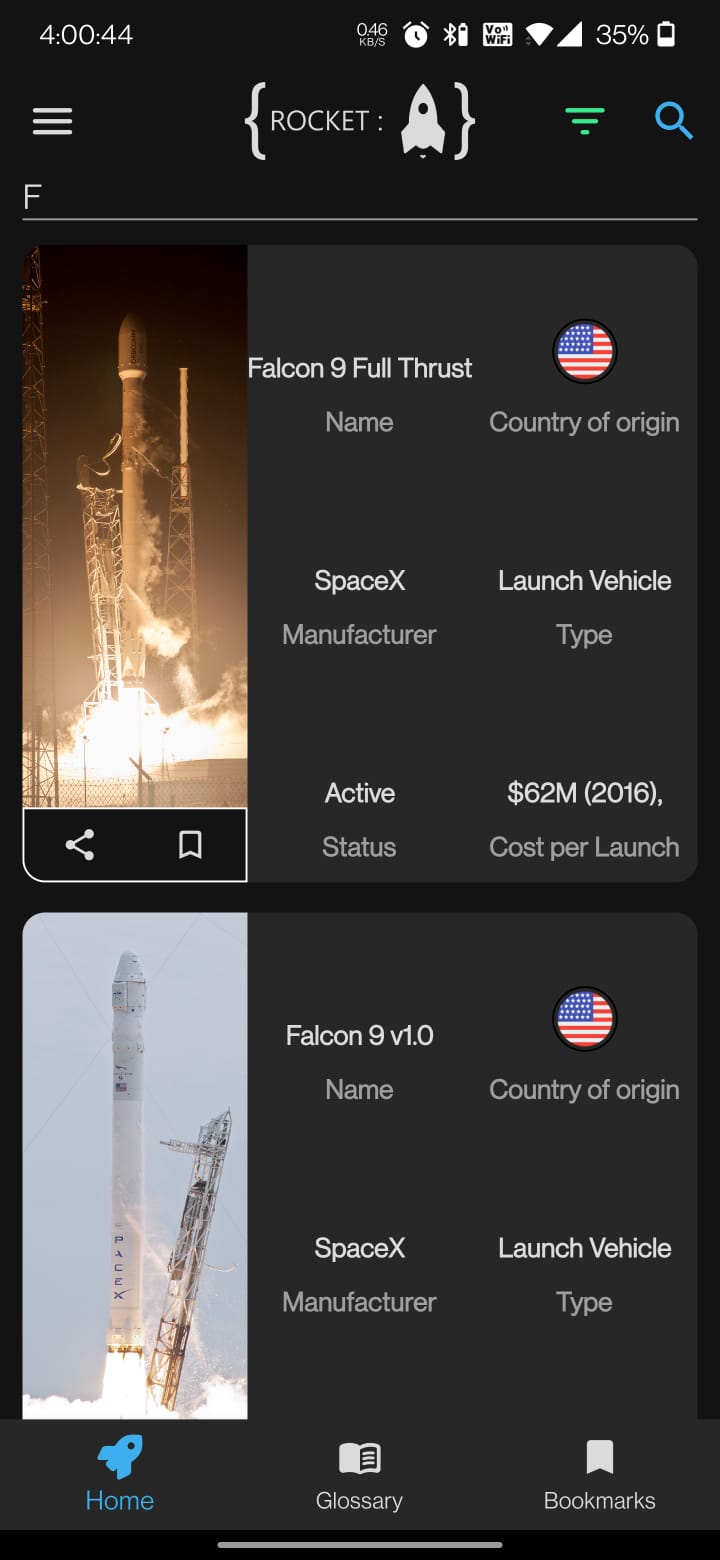 4:00:44
0.46
KB/S
Vo))
WiFi
35%
{ ROCKET : }
F
Falcon 9 Full Thrust
Name
Country of origin
SpaceX
Manufacturer
Launch Vehicle
Type
Active
Status
$62M (2016),
Cost per Launch
Falcon 9 v1.0
Name
Country of origin
SPACEX
SpaceX
Manufacturer
Launch Vehicle
Type
Home
Glossary
Bookmarks